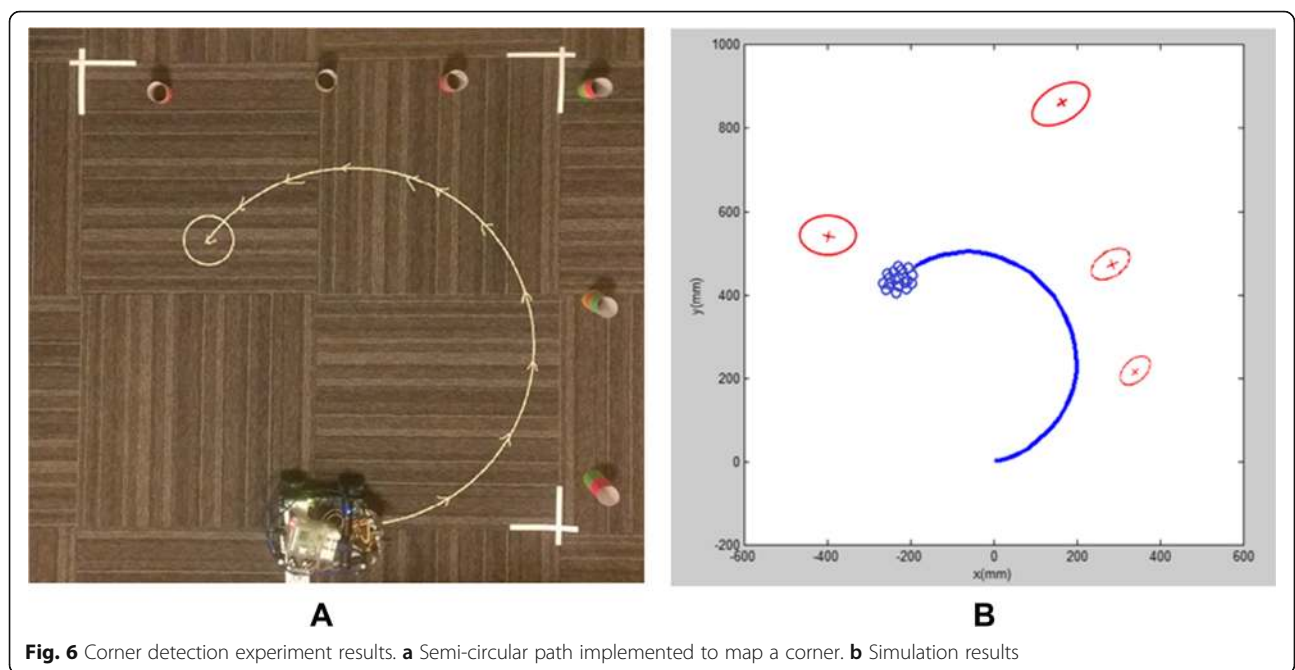 1000
800
600
400
200
0
-200
y(mm)
-600
-400
-200
0
200
400
600
x(mm)
A
B
Fig. 6 Corner detection experiment results. a Semi-circular path implemented to map a corner. b Simulation results